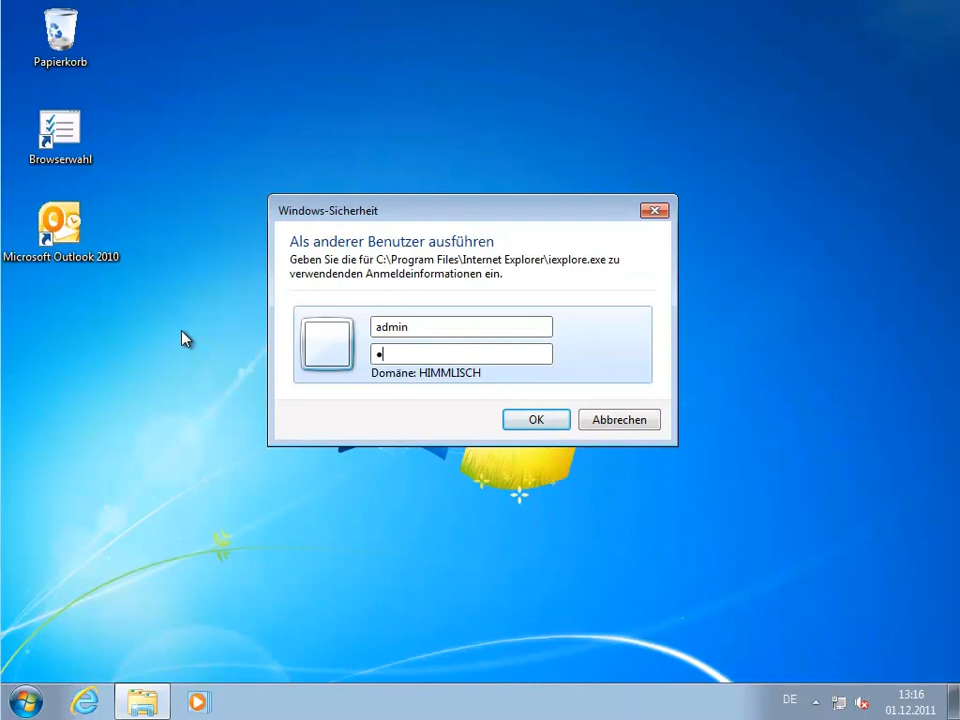 Papierkorb
Browserwahl
Microsoft Outlook 2010
Windows-Sicherheit
Als anderer Benutzer ausführen
Geben Sie die für C:\Program Files\Internet Explorer\iexplore.exe zu
verwendenden Anmeldeinformationen ein.
admin
●
Domäne: HIMMLISCH
OK
Abbrechen
DE
13:16
01.12.2011